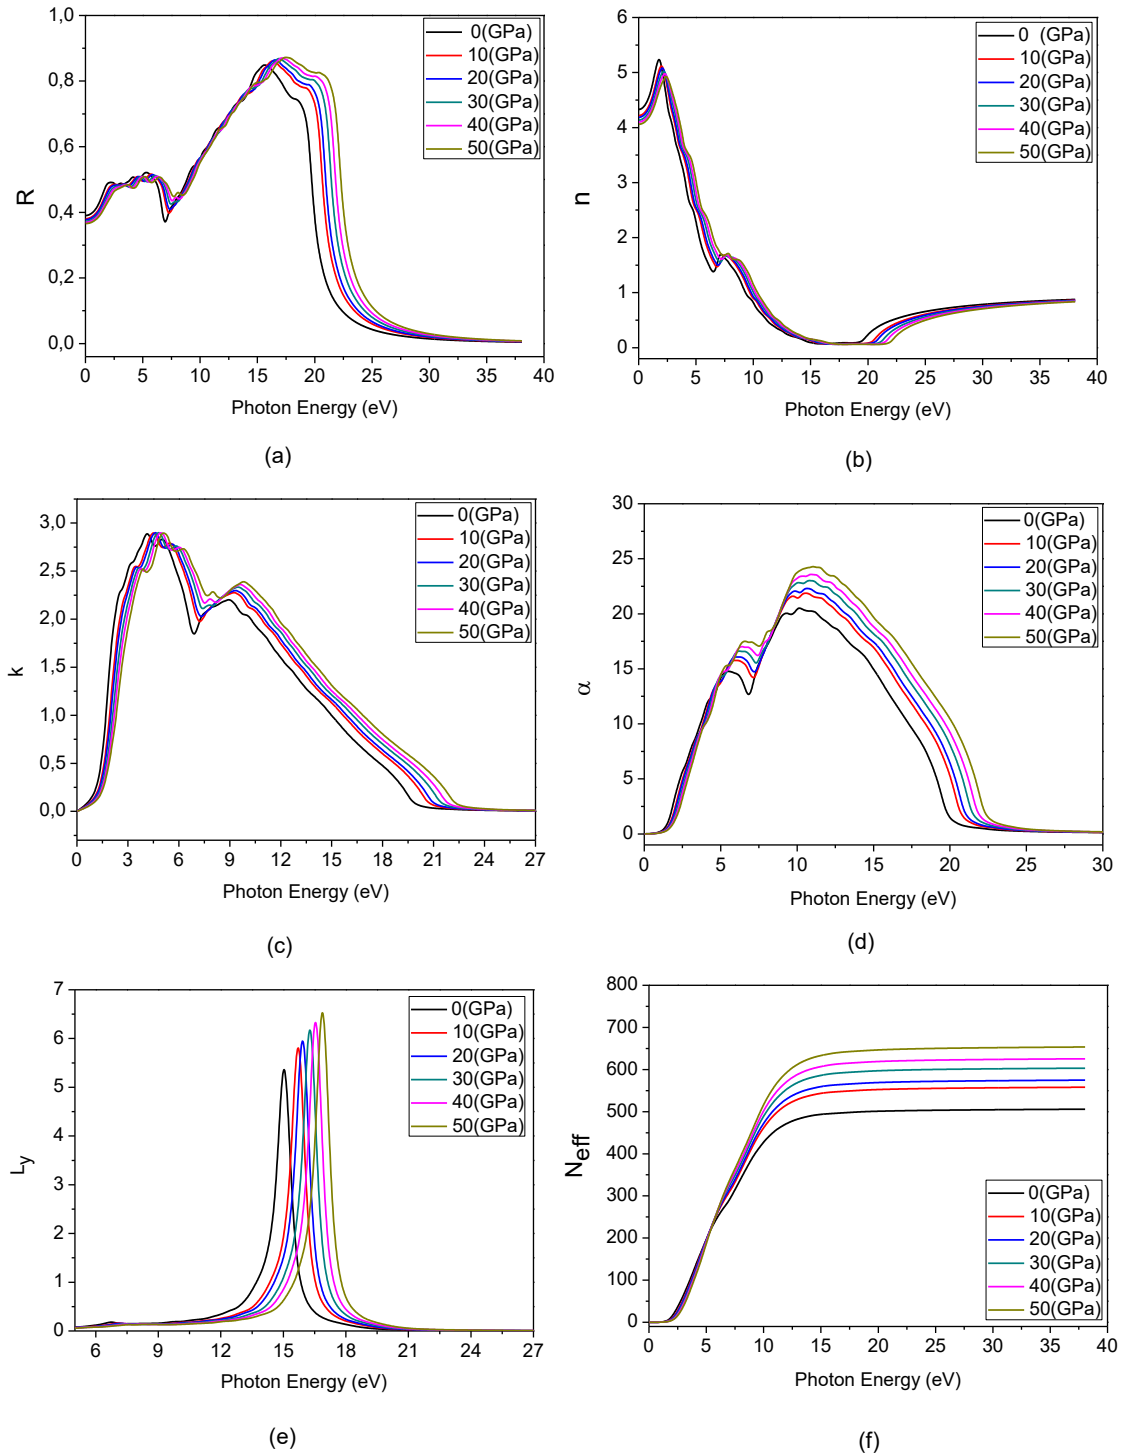 1,0
0,8
0,6
0,4
0,2
0,0
R
0(GPa)
10(GPa)
20(GPa)
30(GPa)
40(GPa)
50(GPa)
0 5 10 15 20 25 30 35 40
Photon Energy (eV)
(a)
6
5
4
3
2
1
0
n
0 (GPa)
10(GPa)
20(GPa)
30(GPa)
40(GPa)
50(GPa)
0 5 10 15 20 25 30 35 40
Photon Energy (eV)
(b)
3,0
2,5
2,0
1,5
1,0
0,5
0,0
k
0(GPa)
10(GPa)
20(GPa)
30(GPa)
40(GPa)
50(GPa)
0 3 6 9 12 15 18 21 24 27
Photon Energy (eV)
(c)
30
25
20
15
10
5
0
α
0(GPa)
10(GPa)
20(GPa)
30(GPa)
40(GPa)
50(GPa)
0 5 10 15 20 25 30
Photon Energy (eV)
(d)
7
6
5
4
3
2
1
0
Ly
0(GPa)
10(GPa)
20(GPa)
30(GPa)
40(GPa)
50(GPa)
6 9 12 15 18 21 24 27
Photon Energy (eV)
(e)
800
700
600
500
400
300
200
100
0
Neff
0(GPa)
10(GPa)
20(GPa)
30(GPa)
40(GPa)
50(GPa)
0 5 10 15 20 25 30 35 40
Photon Energy (eV)
(f)